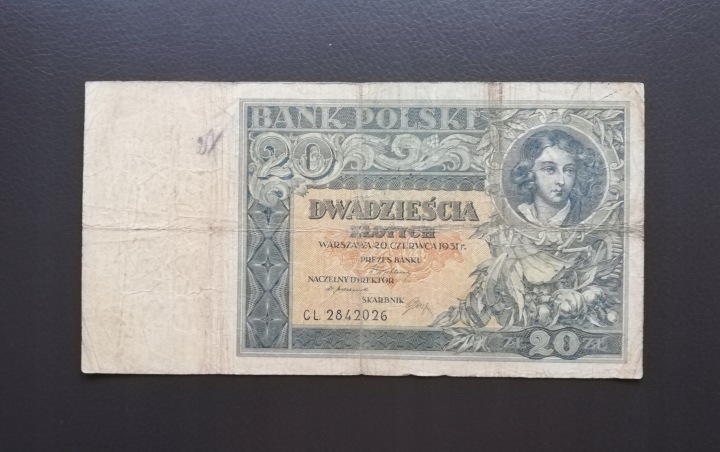 BANK POLSKI
20
DWADZIEŚCIA
ZŁOTYCH
WARSZAWA 20. CZERWCA 1931 r.
PREZES BANKU
NACZELNY DYREKTOR
SKARBNIK
CL. 2842026
ZŁ 20 ZŁ